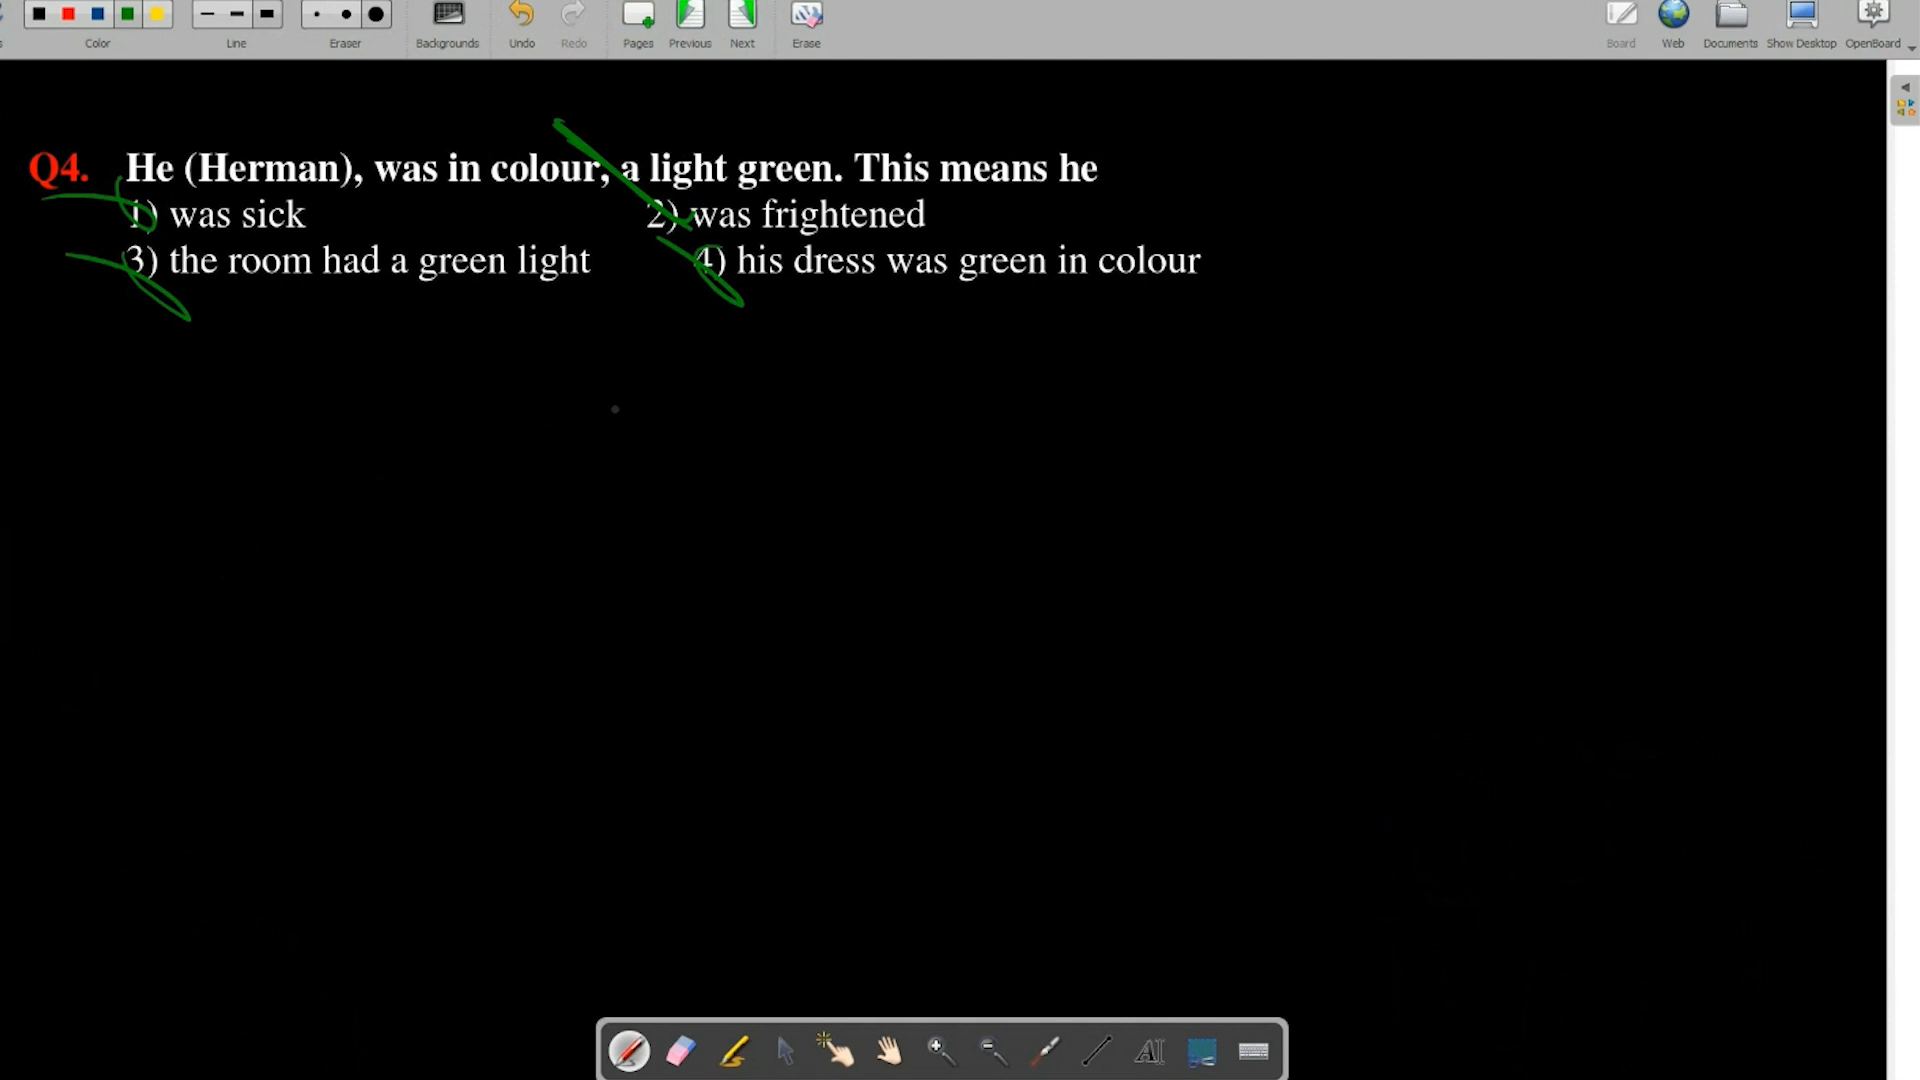 Color Line Eraser Backgrounds Undo Redo Pages Previous Next Erase Board Web Documents Show Desktop OpenBoard
Q4. He (Herman), was in colour, a light green. This means he
1) was sick 2) was frightened
3) the room had a green light 4) his dress was green in colour
AI